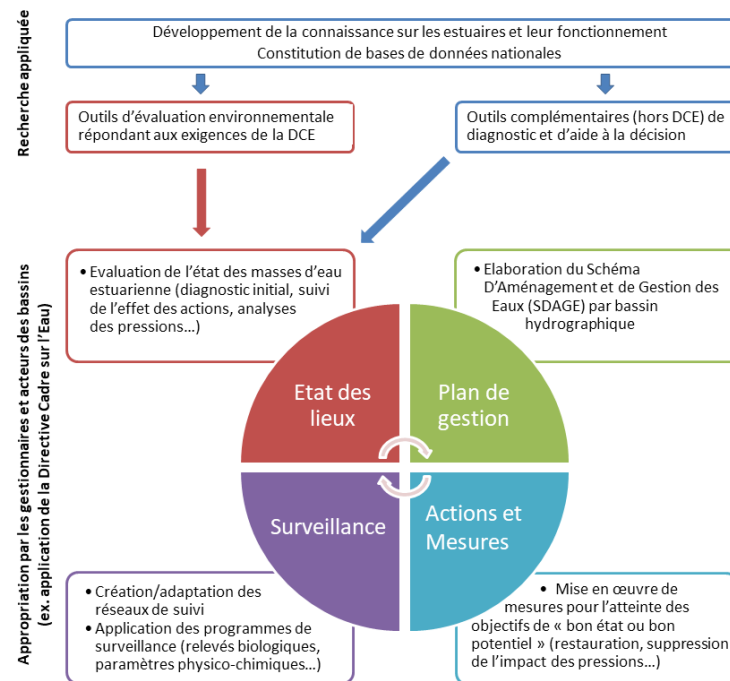 Recherche appliquée
Développement de la connaissance sur les estuaires et leur fonctionnement
Constitution de bases de données nationales
Outils d'évaluation environnementale
répondant aux exigences de la DCE
Outils complémentaires (hors DCE) de
diagnostic et d'aide à la décision
Appropriation par les gestionnaires et acteurs des bassins
(ex. application de la Directive Cadre sur l'Eau)
• Evaluation de l'état des masses d'eau
estuarienne (diagnostic initial, suivi
de l'effet des actions, analyses
des pressions…)
• Elaboration du Schéma
D'Aménagement et de Gestion des
Eaux (SDAGE) par bassin
hydrographique
Etat des
lieux
Plan de
gestion
Surveillance
Actions et
Mesures
• Création/adaptation des
réseaux de suivi
• Application des programmes de
surveillance (relevés biologiques,
paramètres physico-chimiques…)
• Mise en œuvre de
mesures pour l'atteinte des
objectifs de « bon état ou bon
potentiel » (restauration, suppression
de l'impact des pressions…)